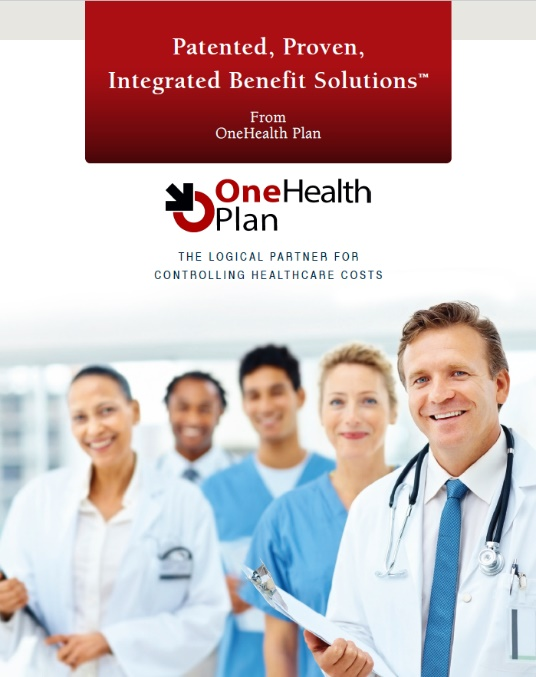 Patented, Proven,
Integrated Benefit Solutions™
From
OneHealth Plan
OneHealth
Plan
THE LOGICAL PARTNER FOR
CONTROLLING HEALTHCARE COSTS